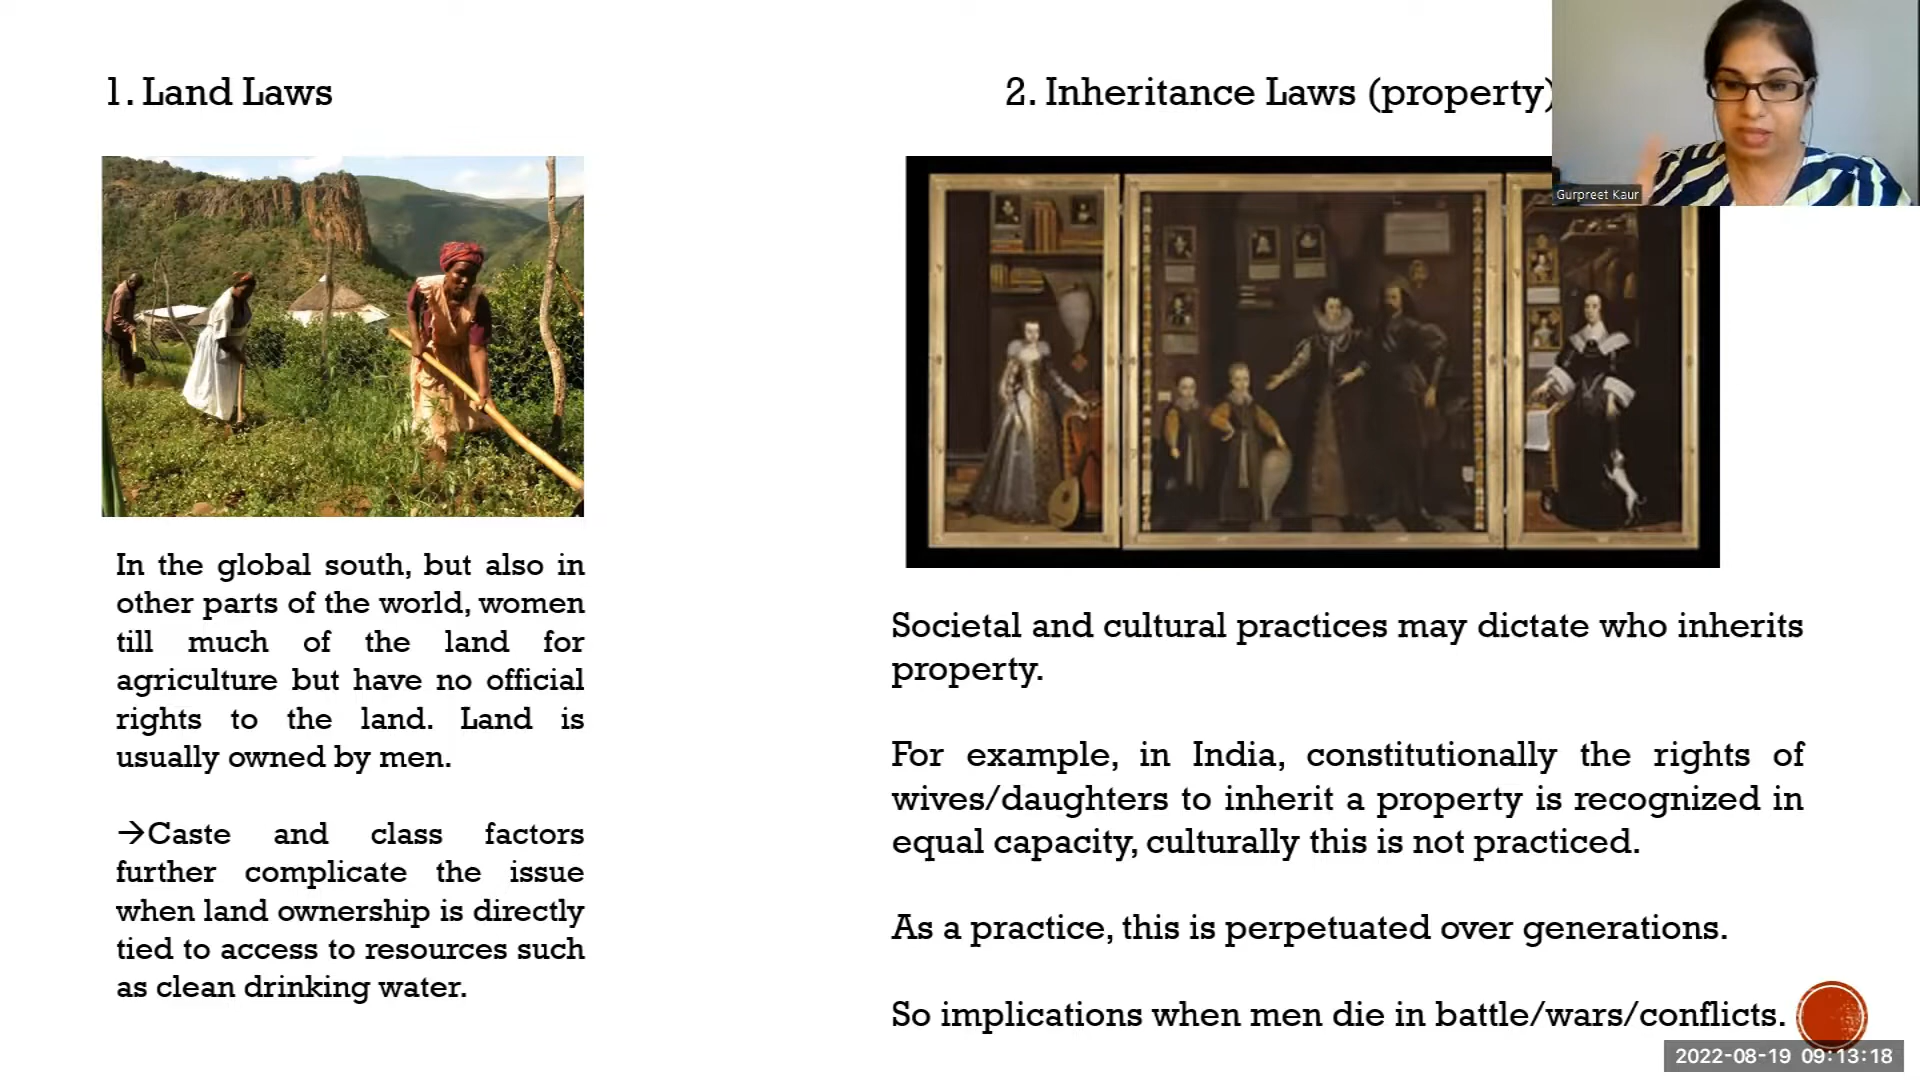 1. Land Laws
In the global south, but also in
other parts of the world, women
till much of the land for
agriculture but have no official
rights to the land. Land is
usually owned by men.
→Caste and class factors
further complicate the issue
when land ownership is directly
tied to access to resources such
as clean drinking water.
2. Inheritance Laws (property)
Gurpreet Kaur
Societal and cultural practices may dictate who inherits
property.
For example, in India, constitutionally the rights of
wives/daughters to inherit a property is recognized in
equal capacity, culturally this is not practiced.
As a practice, this is perpetuated over generations.
So implications when men die in battle/wars/conflicts.
2022-08-19 09:13:18